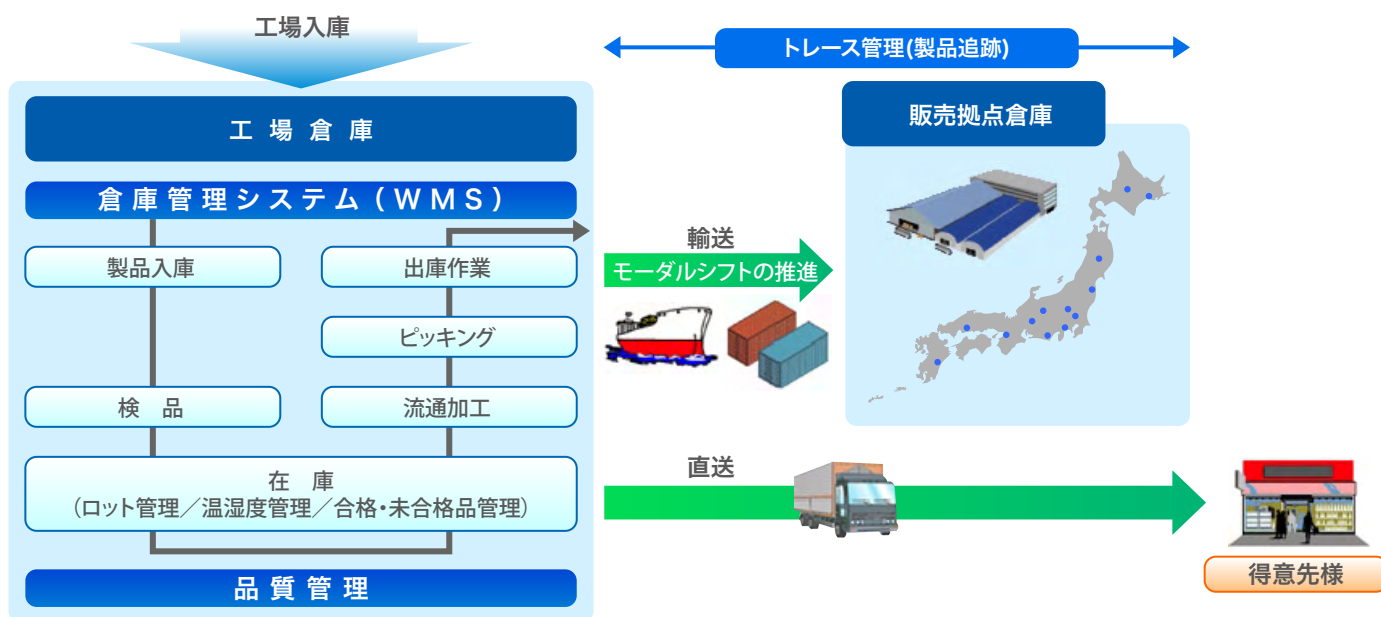 工場入庫
トレース管理(製品追跡)
工場倉庫
販売拠点倉庫
倉庫管理システム(WMS)
製品入庫
出庫作業
ピッキング
検 品
流通加工
在 庫
(ロット管理／温湿度管理／合格・未合格品管理)
品質管理
輸送
モーダルシフトの推進
直送
得意先様